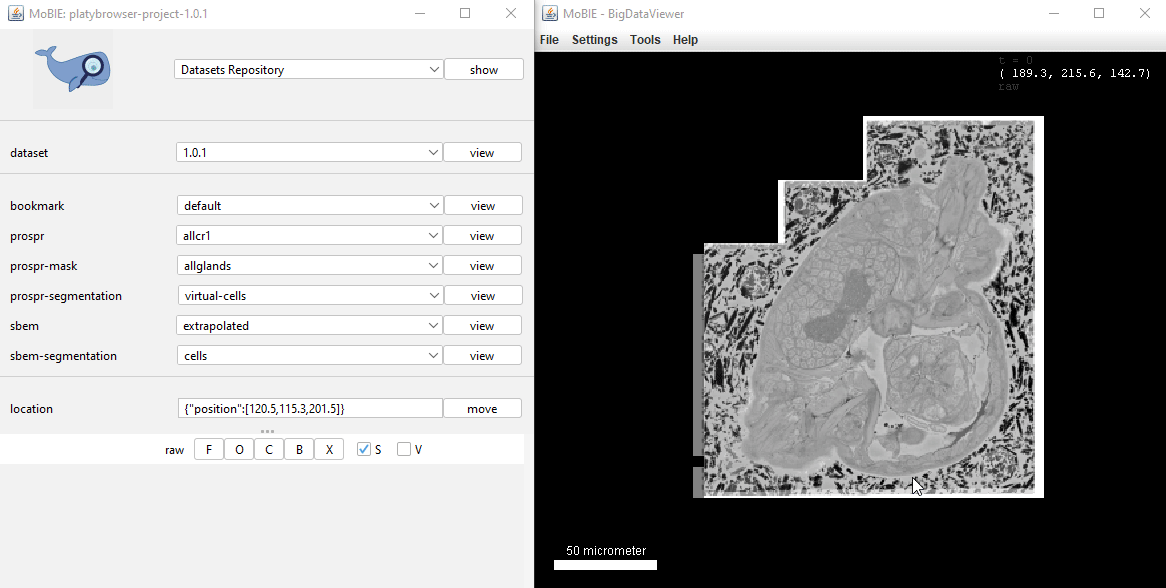 MoBIE: platybrowser-project-1.0.1
Datasets Repository show
dataset 1.0.1 view
bookmark default view
prospr allcr1 view
prospr-mask allglands view
prospr-segmentation virtual-cells view
sbem extrapolated view
sbem-segmentation cells view
location {"position":[120.5,115.3,201.5]} move
raw F O C B X S V
MoBIE - BigDataViewer
File Settings Tools Help
t = 0
( 189.3, 215.6, 142.7)
raw
50 micrometer